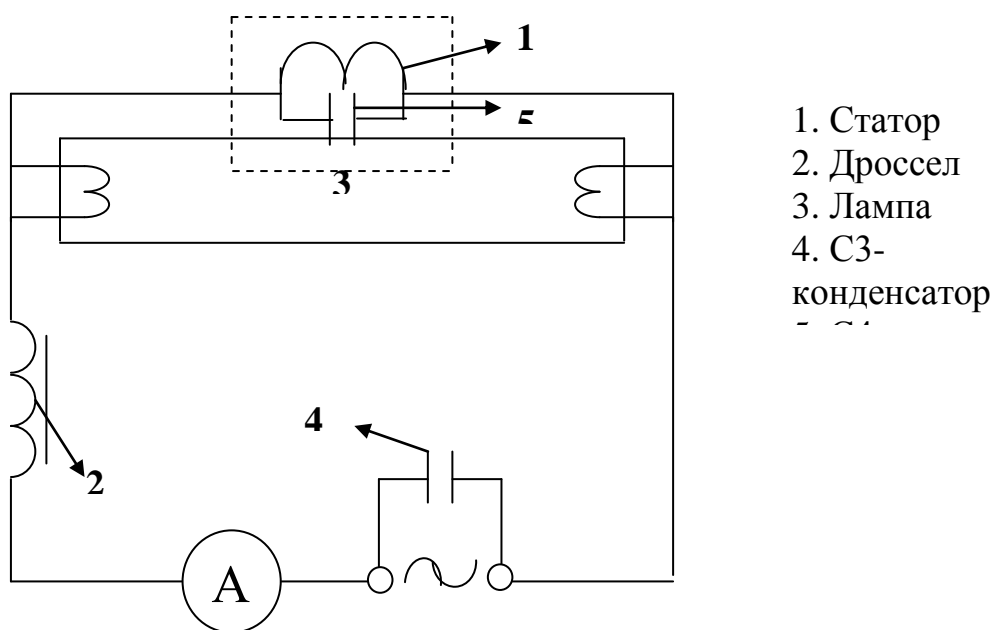 1
5
3
4
2
A
1. Статор
2. Дроссел
3. Лампа
4. С3-
конденсатор